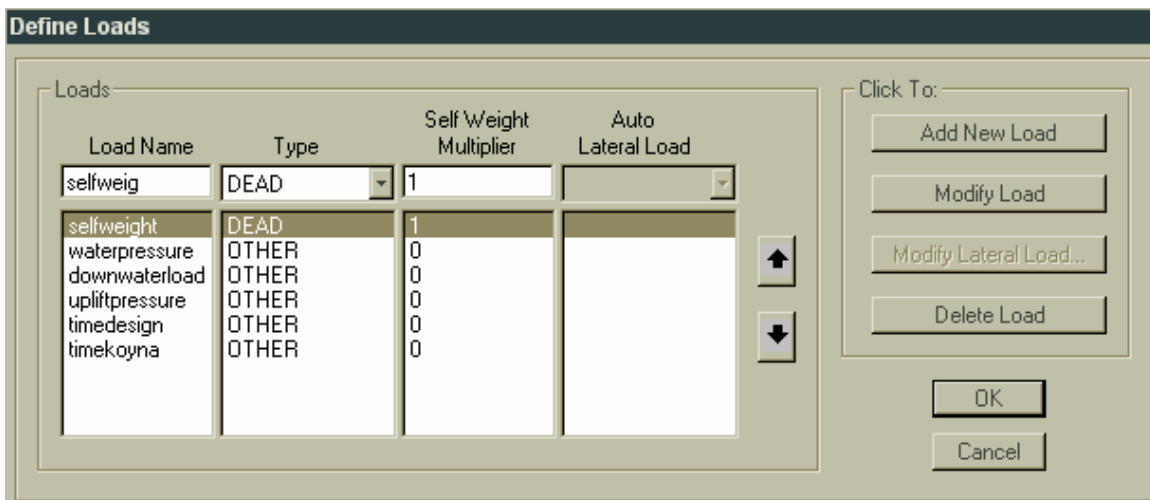 Define Loads
Loads
Click To:
Load Name Type Self Weight Multiplier Auto Lateral Load
selfweig DEAD 1
selfweight DEAD 1
waterpressure OTHER 0
downwaterload OTHER 0
upliftpressure OTHER 0
timedesign OTHER 0
timekoyna OTHER 0
Add New Load
Modify Load
Modify Lateral Load...
Delete Load
OK
Cancel